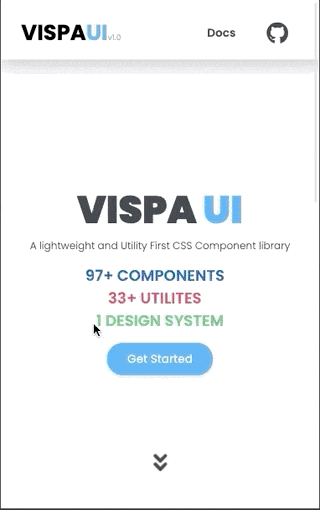 VISPAUI v1.0 Docs
VISPA UI
A lightweight and Utility First CSS Component library
97+ COMPONENTS
33+ UTILITES
1 DESIGN SYSTEM
Get Started